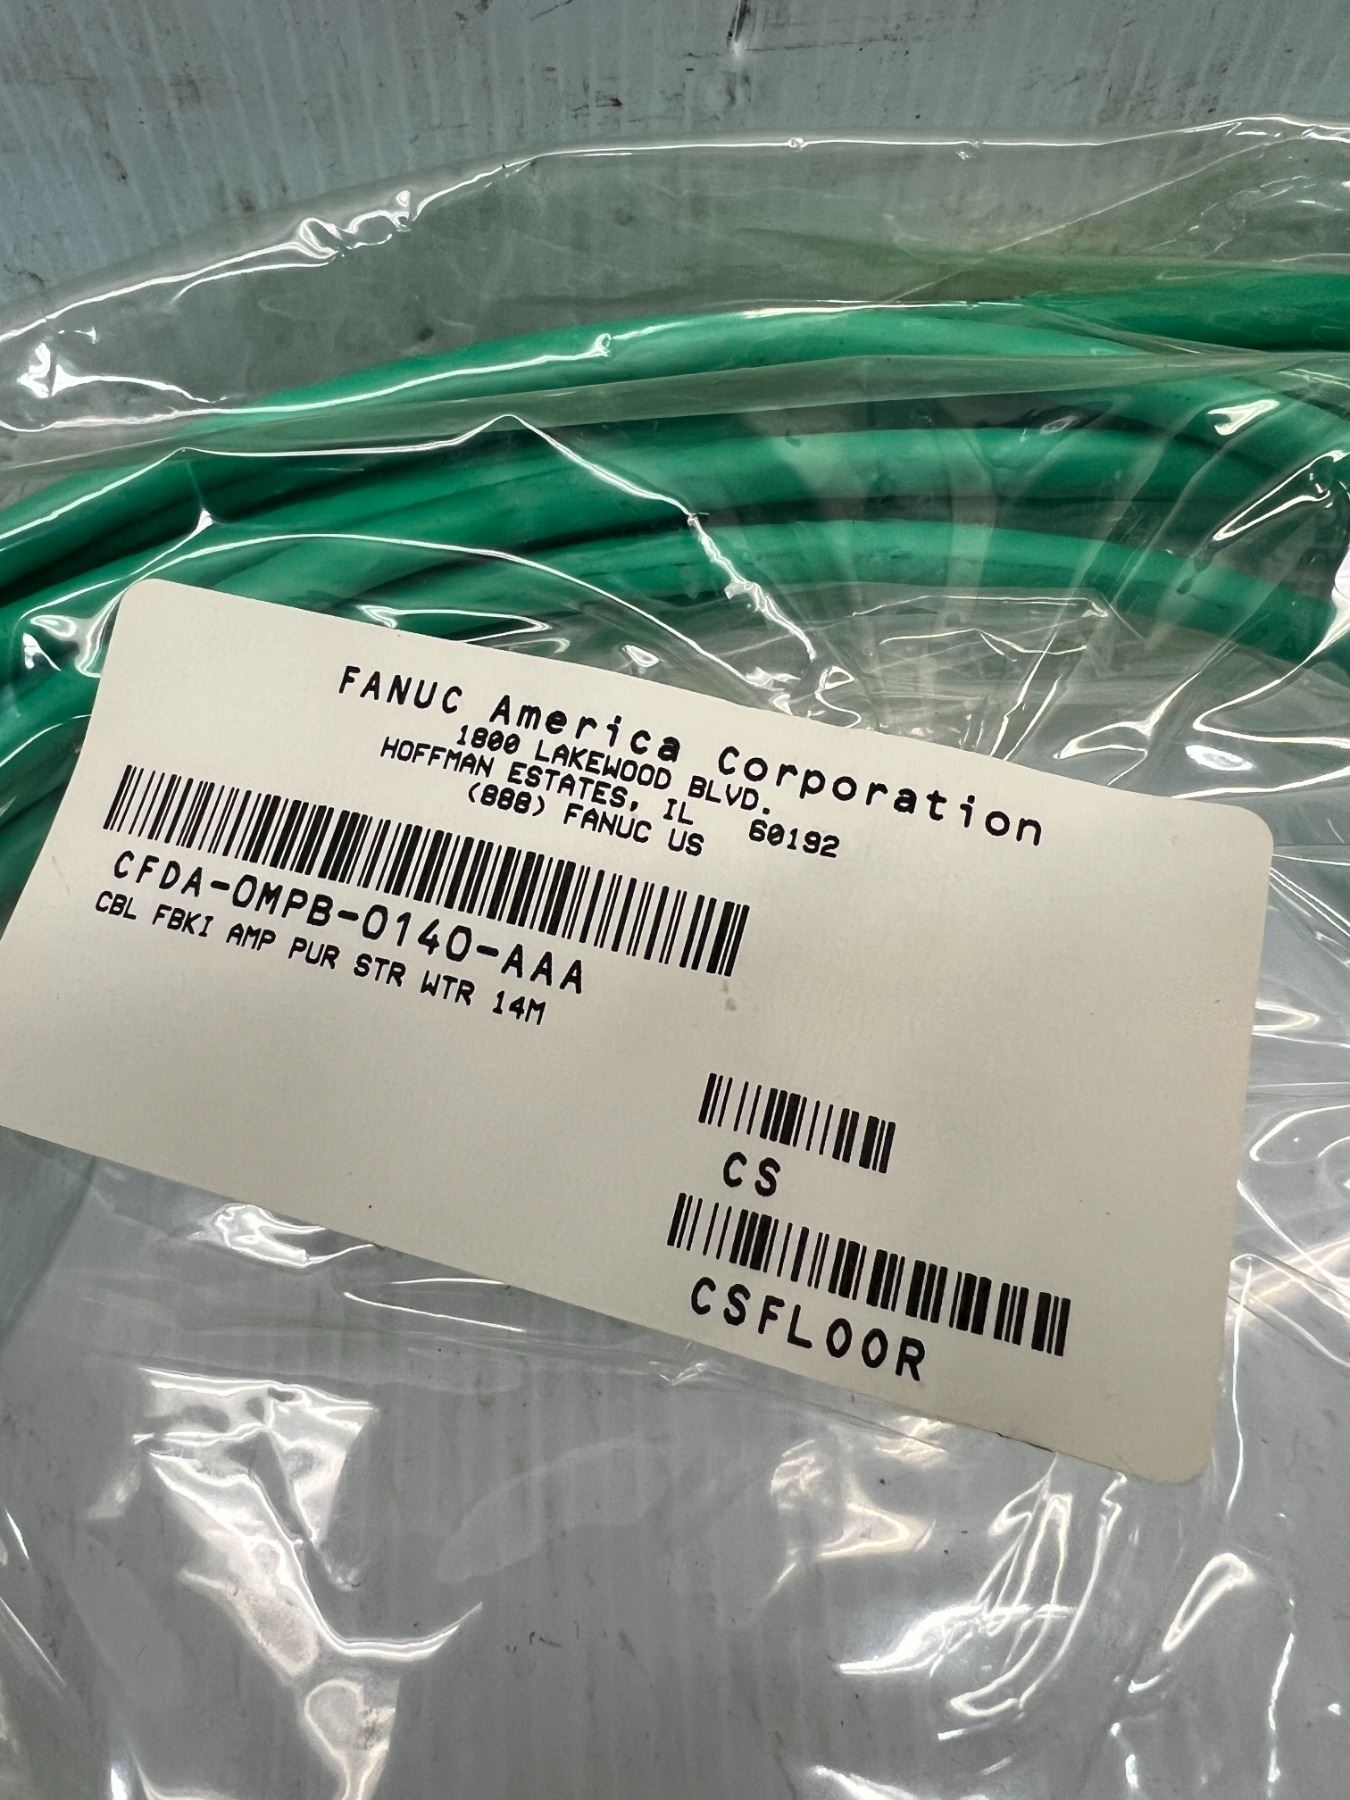 FANUC America Corporation
1800 LAKEWOOD BLVD.
HOFFMAN ESTATES, IL 60192
(888) FANUC US
CFDA-0MPB-0140-AAA
CBL FBKI AMP PUR STR WTR 14M
CS
CSFLOOR